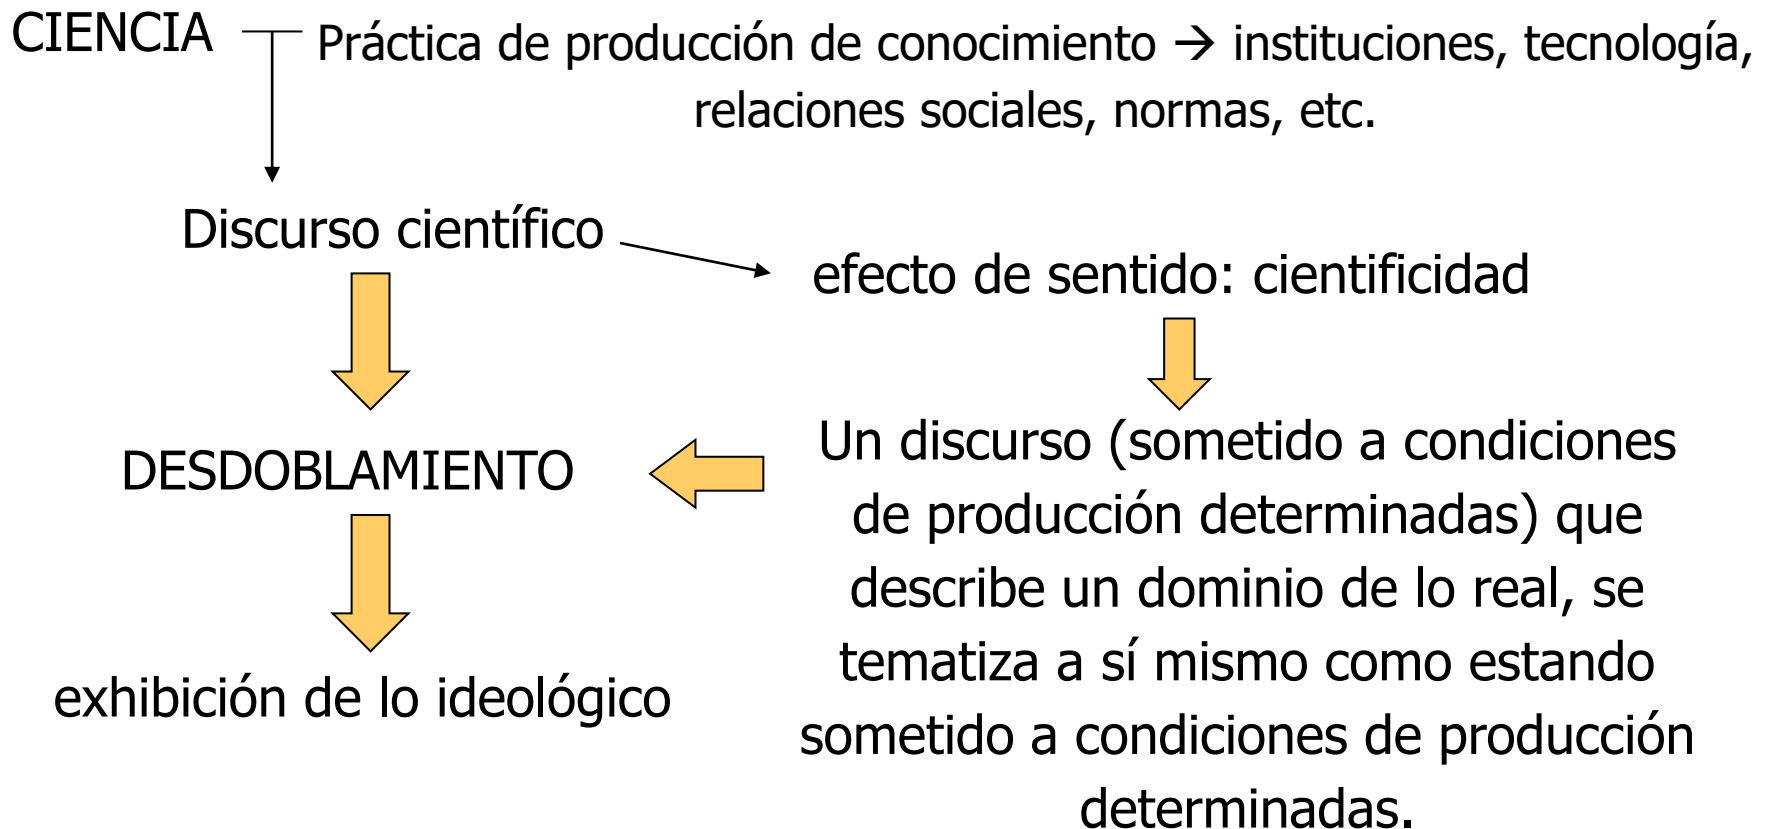 CIENCIA
Práctica de producción de conocimiento → instituciones, tecnología,
relaciones sociales, normas, etc.
Discurso científico
efecto de sentido: cientificidad
DESDOBLAMIENTO
exhibición de lo ideológico
Un discurso (sometido a condiciones
de producción determinadas) que
describe un dominio de lo real, se
tematiza a sí mismo como estando
sometido a condiciones de producción
determinadas.